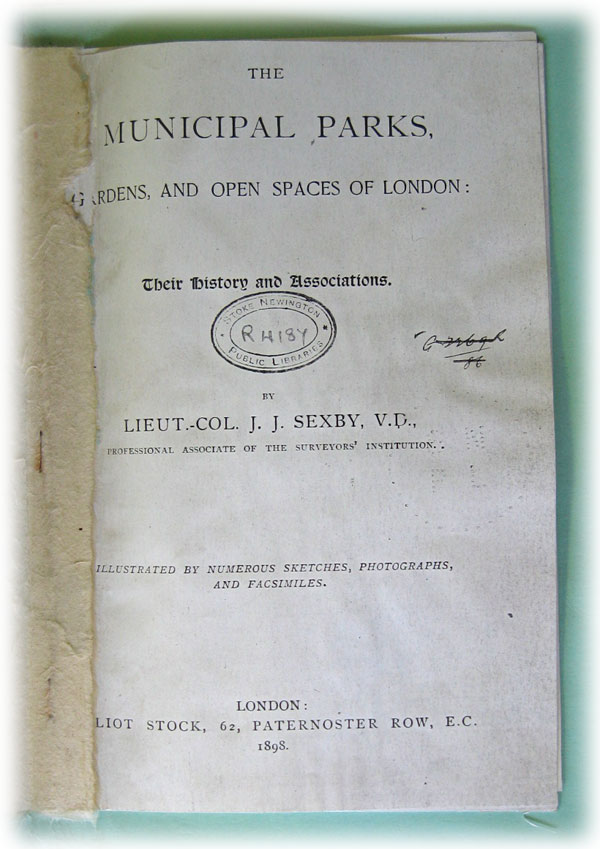 THE
MUNICIPAL PARKS,
GARDENS, AND OPEN SPACES OF LONDON:
Their History and Associations.
STOKE NEWINGTON
RH184
PUBLIC LIBRARIES
BY
LIEUT.-COL. J. J. SEXBY, V.D.,
PROFESSIONAL ASSOCIATE OF THE SURVEYORS' INSTITUTION.
ILLUSTRATED BY NUMEROUS SKETCHES, PHOTOGRAPHS,
AND FACSIMILES.
LONDON:
LIOT STOCK, 62, PATERNOSTER ROW, E.C.
1898.